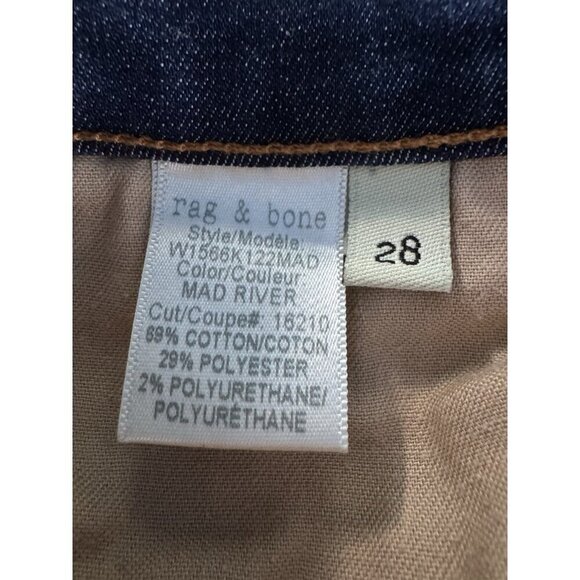 rag & bone
Style/Modèle
W1566K122MAD
Color/Couleur
MAD RIVER
Cut/Coupe#: 16210
69% COTTON/COTON
29% POLYESTER
2% POLYURETHANE/
POLYURÉTHANE
28